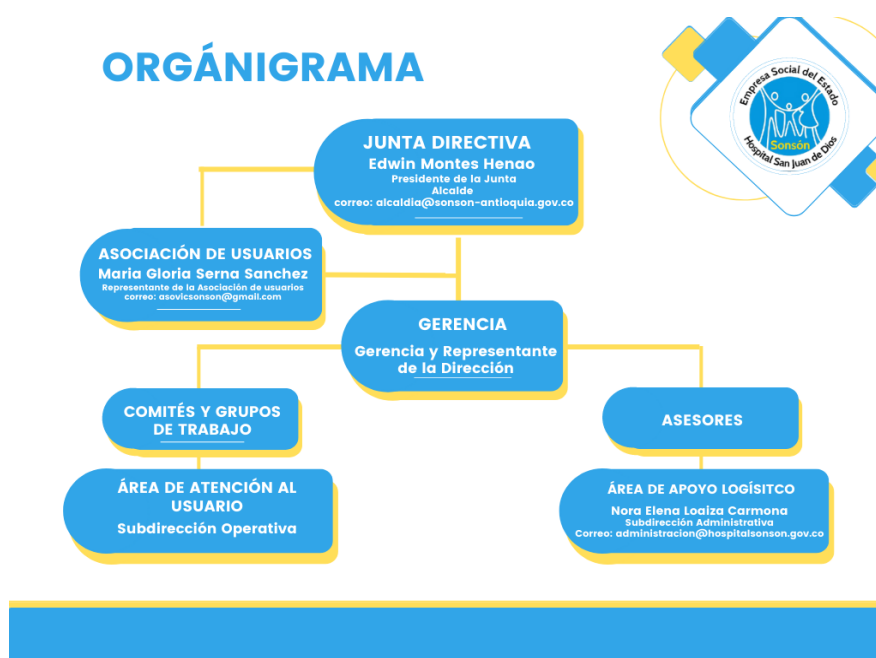 ORGÁNIGRAMA
Empresa Social del Estado
Sonsón
Hospital San Juan de Dios
JUNTA DIRECTIVA
Edwin Montes Henao
Presidente de la Junta
Alcalde
correo: alcaldia@sonson-antioquia.gov.co
ASOCIACIÓN DE USUARIOS
Maria Gloria Serna Sanchez
Representante de la Asociación de usuarios
correo: asovicsonson@gmail.com
GERENCIA
Gerencia y Representante
de la Dirección
COMITÉS Y GRUPOS
DE TRABAJO
ASESORES
ÁREA DE ATENCIÓN AL
USUARIO
Subdirección Operativa
ÁREA DE APOYO LOGÍSITCO
Nora Elena Loaiza Carmona
Subdirección Administrativa
Correo: administracion@hospitalsonson.gov.co